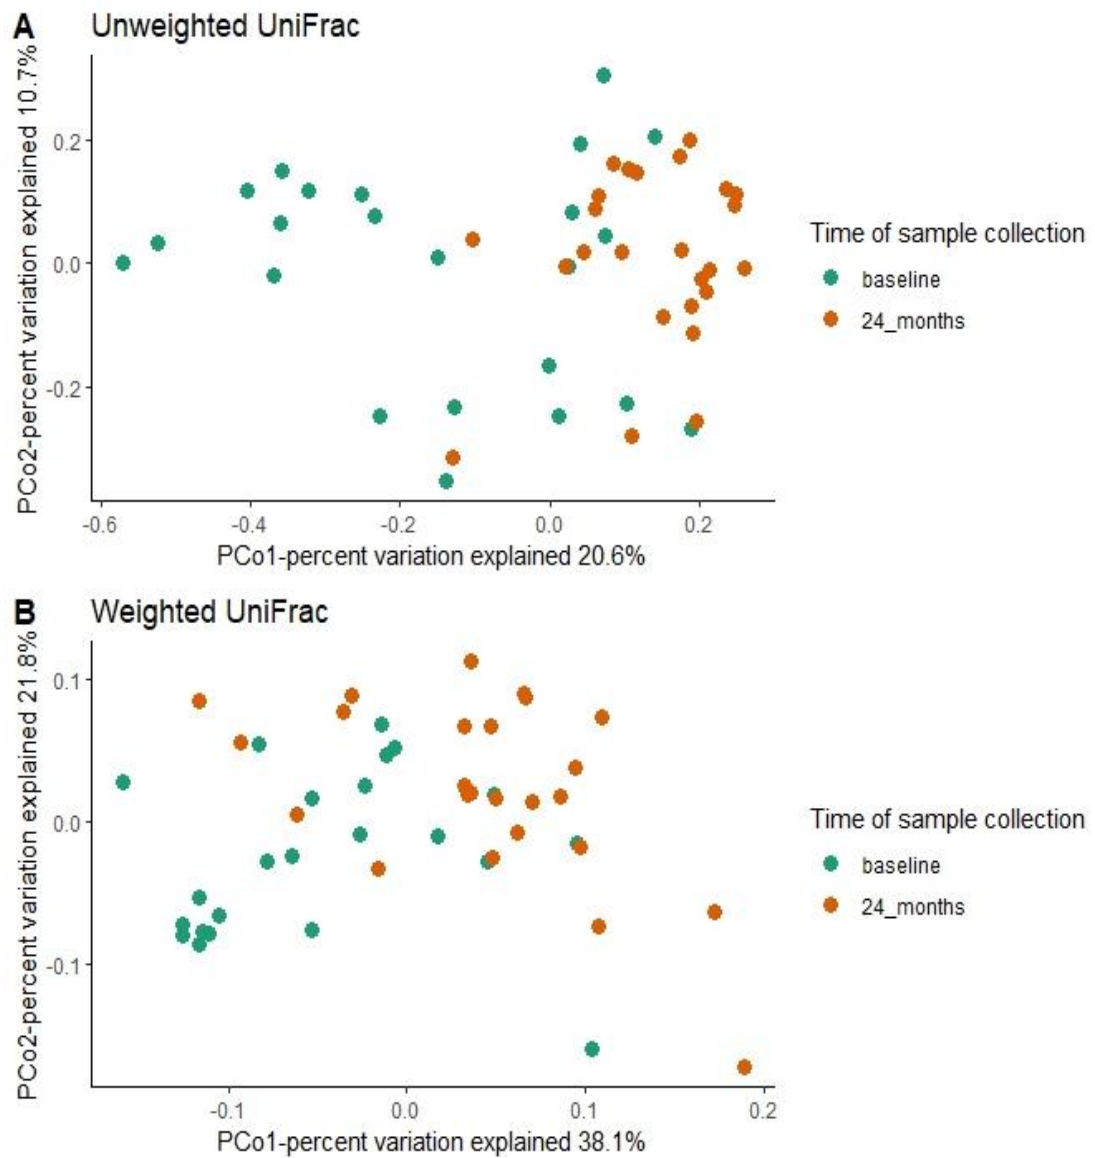 A Unweighted UniFrac
PCo2-percent variation explained 10.7%
0.2
0.0
-0.2
-0.6 -0.4 -0.2 0.0 0.2
PCo1-percent variation explained 20.6%
Time of sample collection
baseline
24_months
B Weighted UniFrac
PCo2-percent variation explained 21.8%
0.1
0.0
-0.1
-0.1 0.0 0.1 0.2
PCo1-percent variation explained 38.1%
Time of sample collection
baseline
24_months